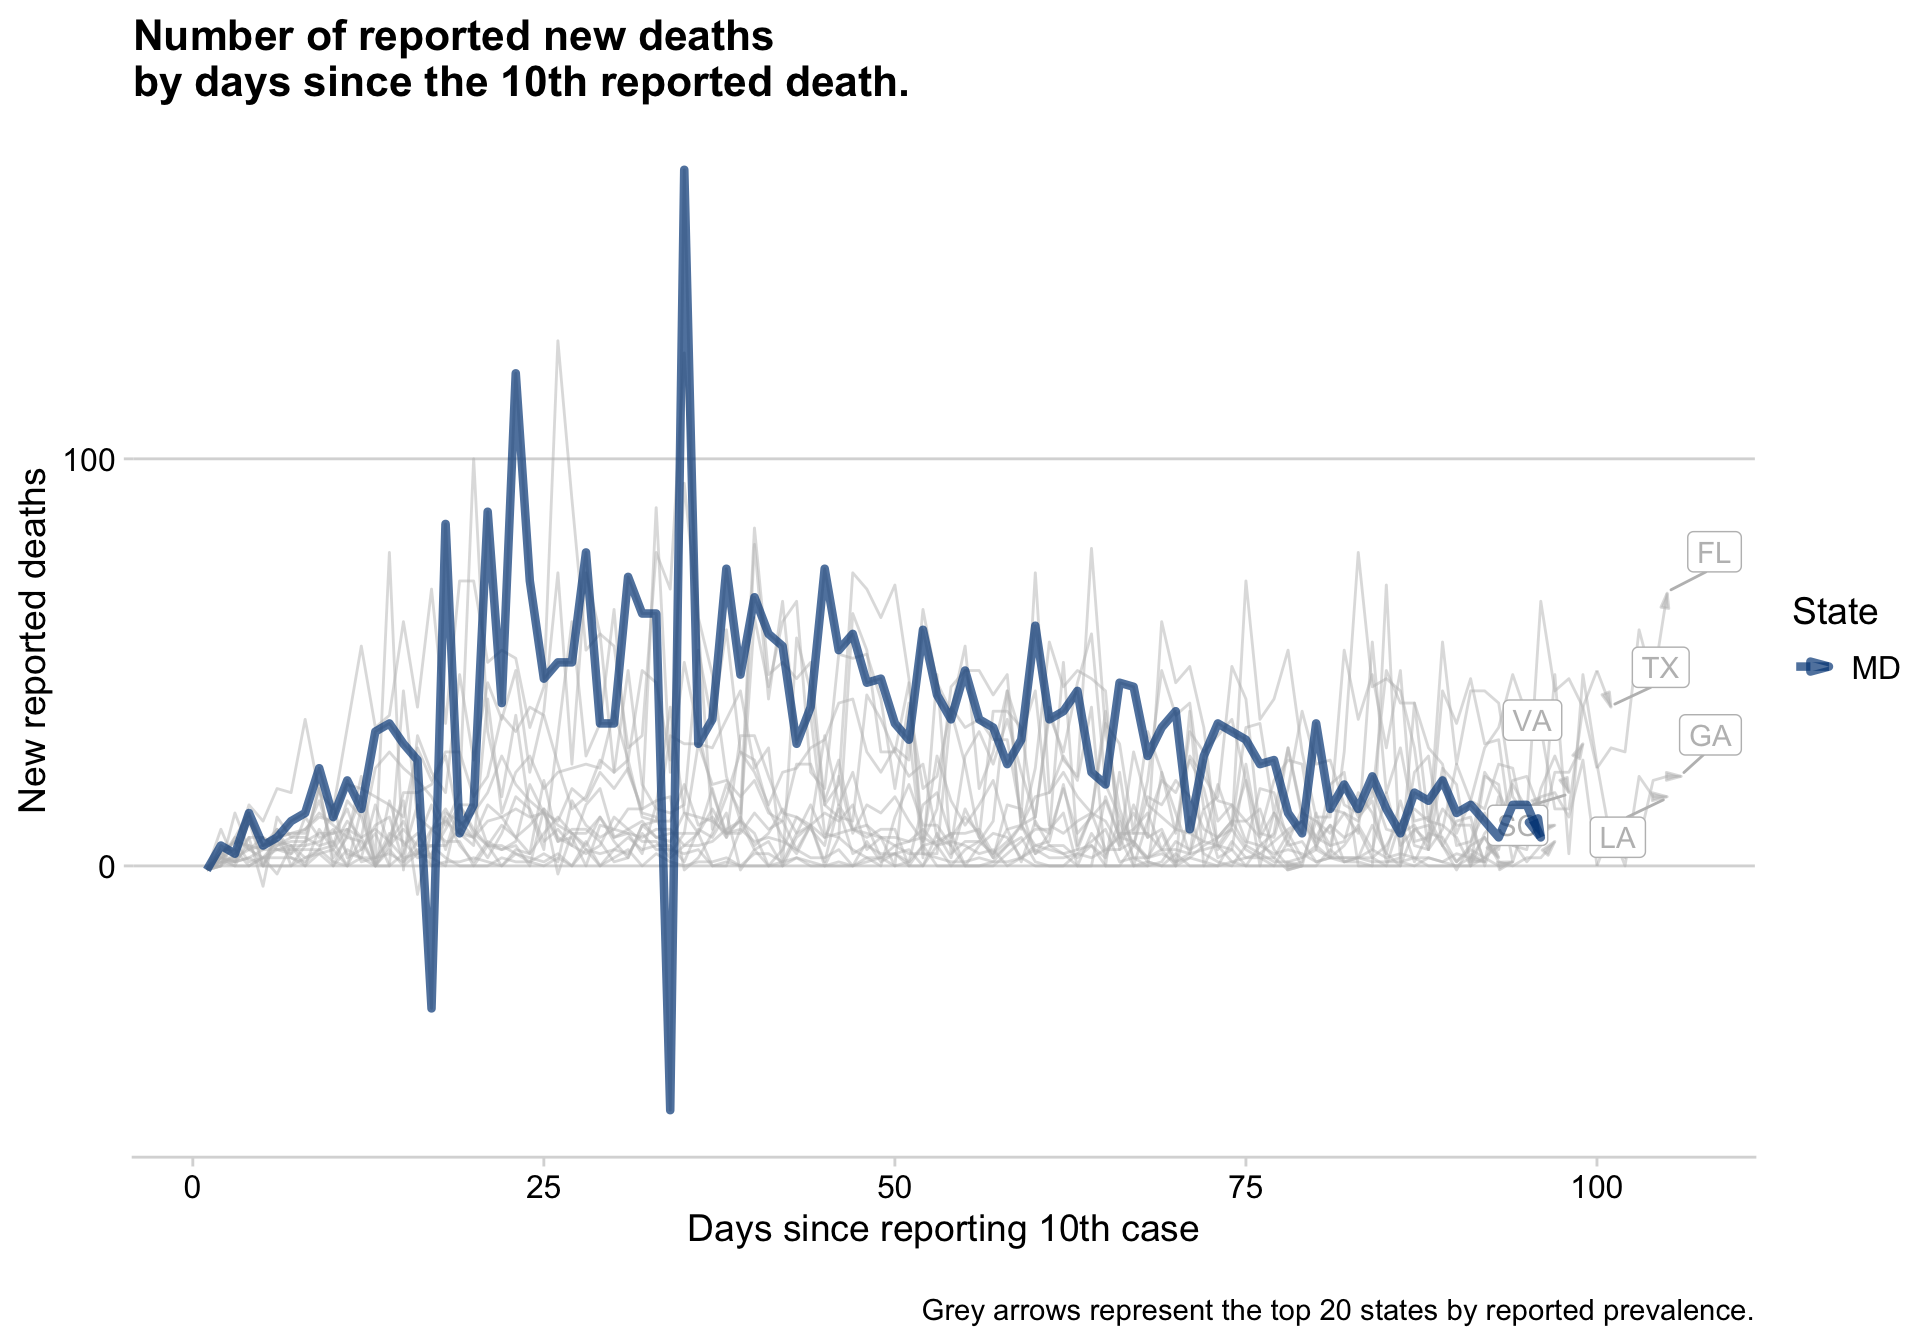 Number of reported new deaths
by days since the 10th reported death.
New reported deaths
100
0
FL
TX
VA
GA
SC
LA
State
MD
0 25 50 75 100
Days since reporting 10th case
Grey arrows represent the top 20 states by reported prevalence.